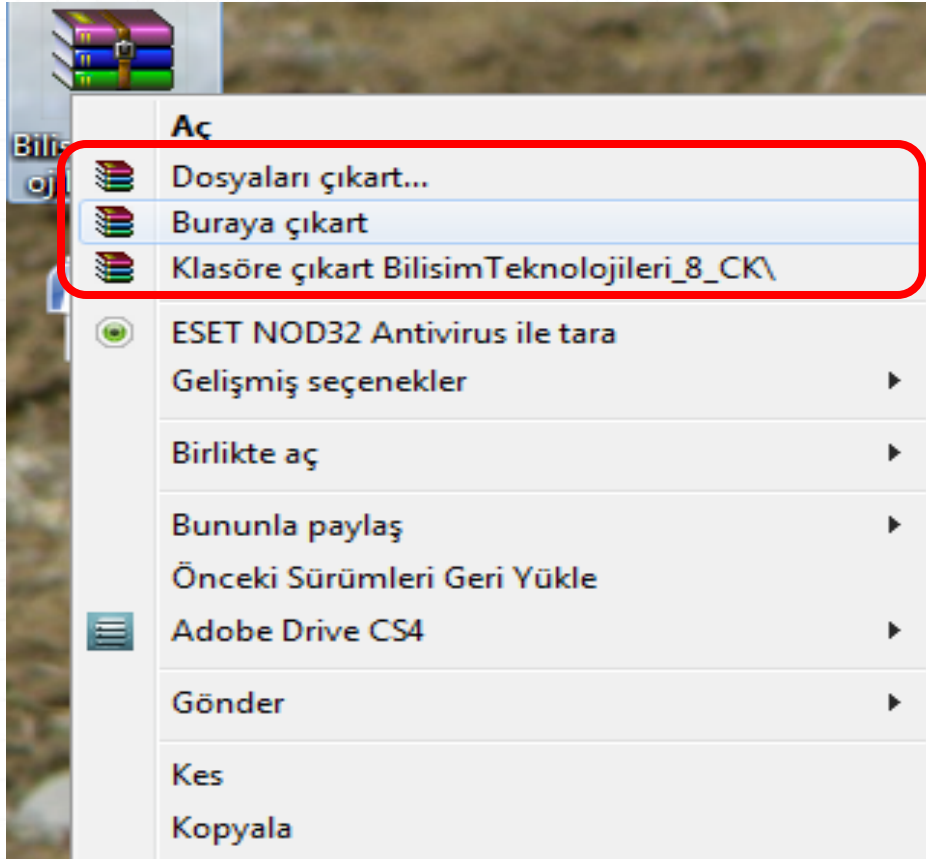 Aç
Dosyaları çıkart...
Buraya çıkart
Klasöre çıkart BilisimTeknolojileri_8_CK\
ESET NOD32 Antivirus ile tara
Gelişmiş seçenekler
Birlikte aç
Bununla paylaş
Önceki Sürümleri Geri Yükle
Adobe Drive CS4
Gönder
Kes
Kopyala